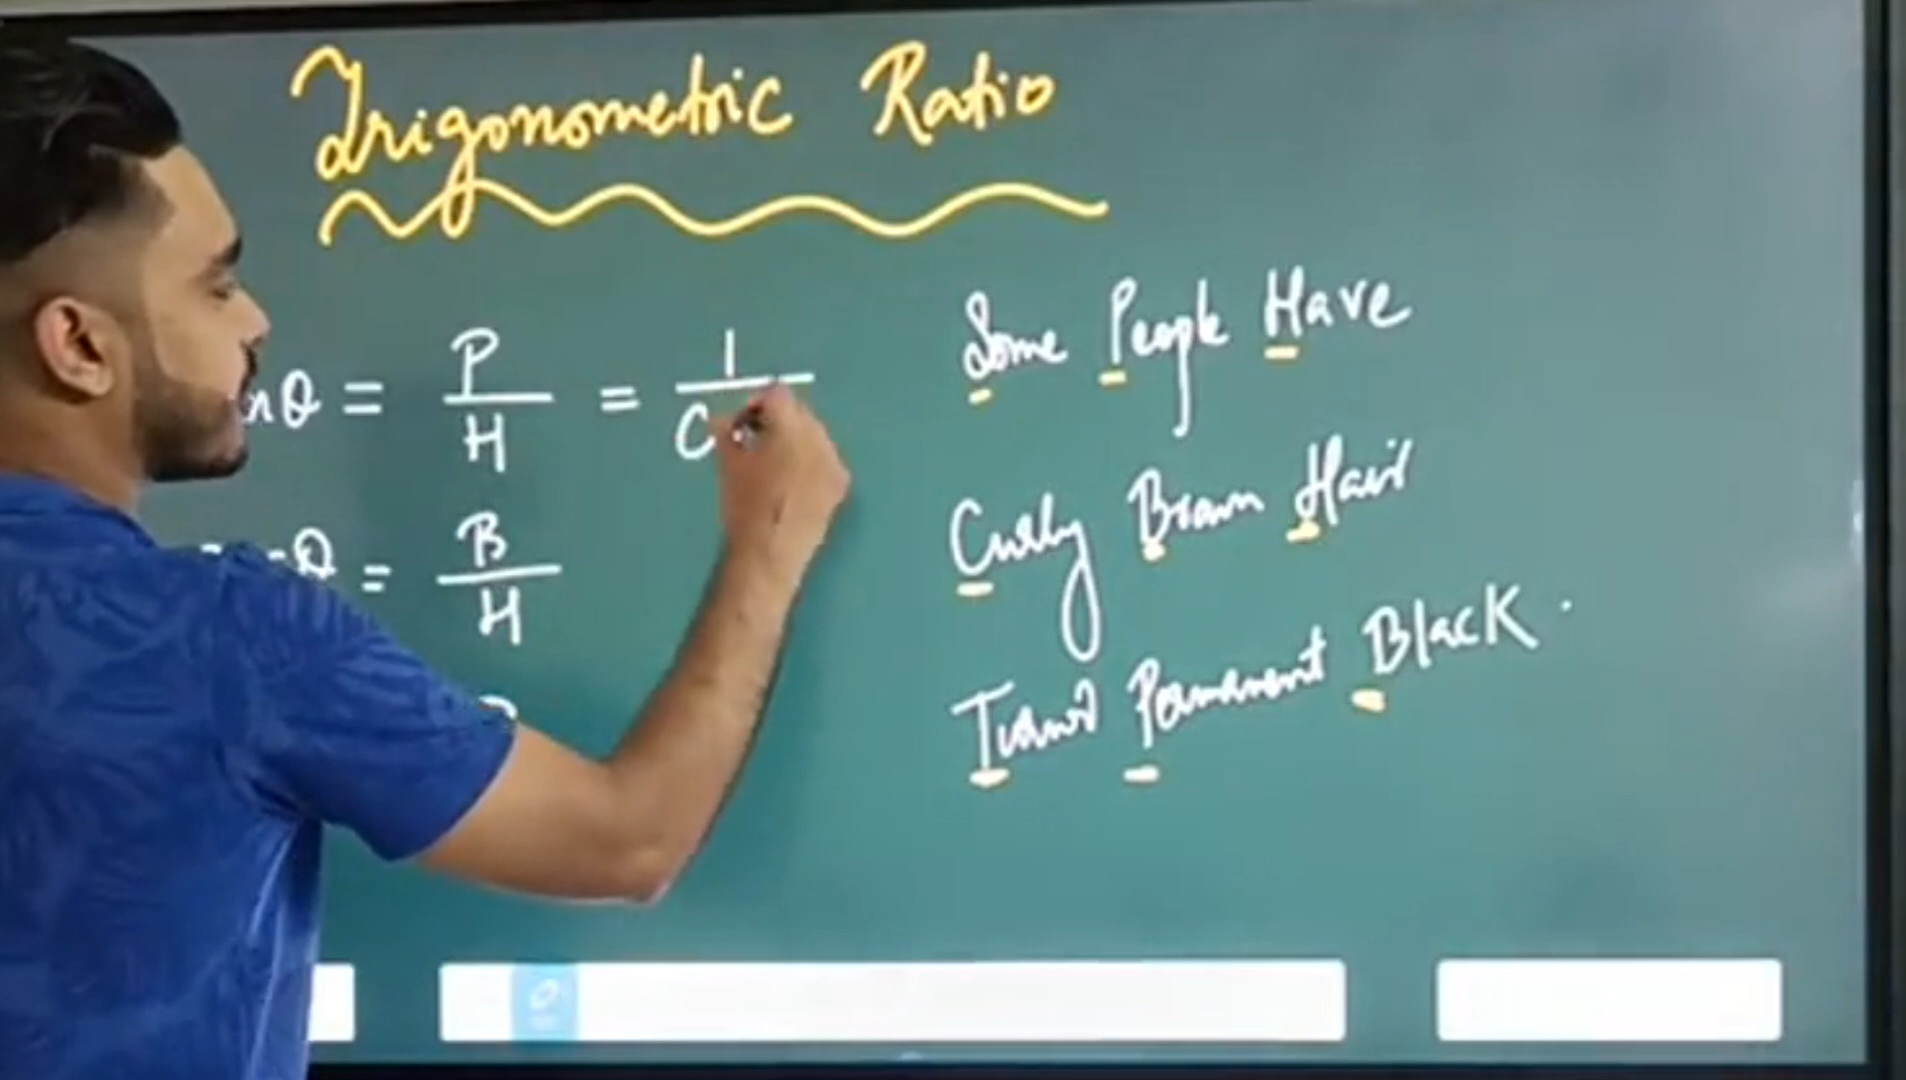 Trigonometric Ratio
Some People Have
nθ = P/H = 1/C
Curly Brown Hair
θ = B/H
Turned Permanent Black.